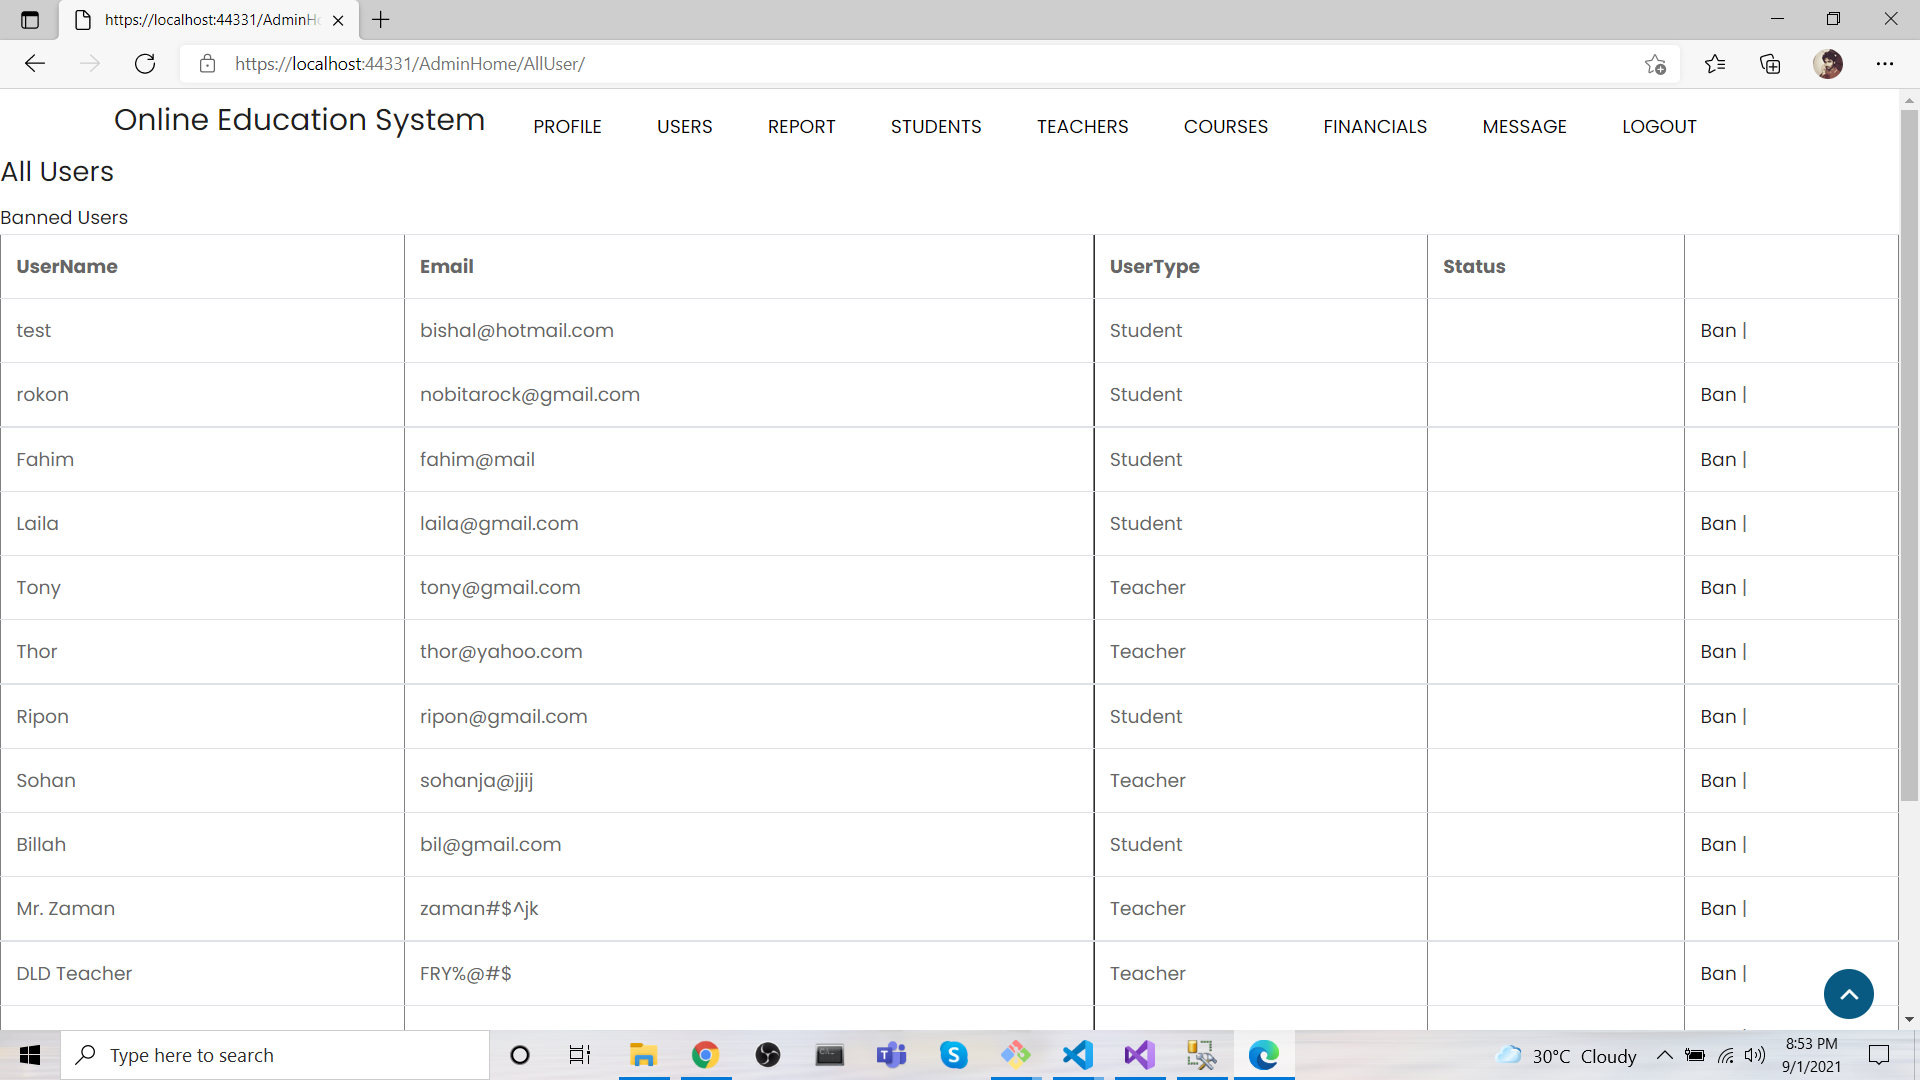 https://localhost:44331/AdminHo
https://localhost:44331/AdminHome/AllUser/
Online Education System PROFILE USERS REPORT STUDENTS TEACHERS COURSES FINANCIALS MESSAGE LOGOUT
All Users
Banned Users
UserName Email UserType Status
test bishal@hotmail.com Student Ban |
rokon nobitarock@gmail.com Student Ban |
Fahim fahim@mail Student Ban |
Laila laila@gmail.com Student Ban |
Tony tony@gmail.com Teacher Ban |
Thor thor@yahoo.com Teacher Ban |
Ripon ripon@gmail.com Student Ban |
Sohan sohanja@jjij Teacher Ban |
Billah bil@gmail.com Student Ban |
Mr. Zaman zaman#$^jk Teacher Ban |
DLD Teacher FRY%@#$ Teacher Ban |
Type here to search 30°C Cloudy 8:53 PM
9/1/2021